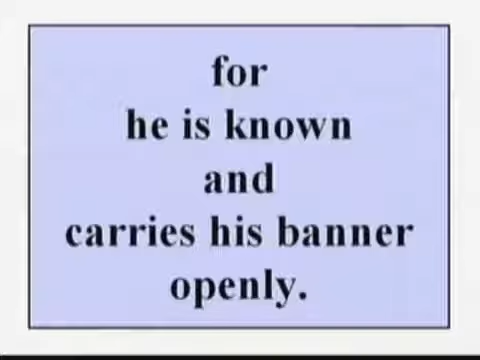 for
he is known
and
carries his banner
openly.